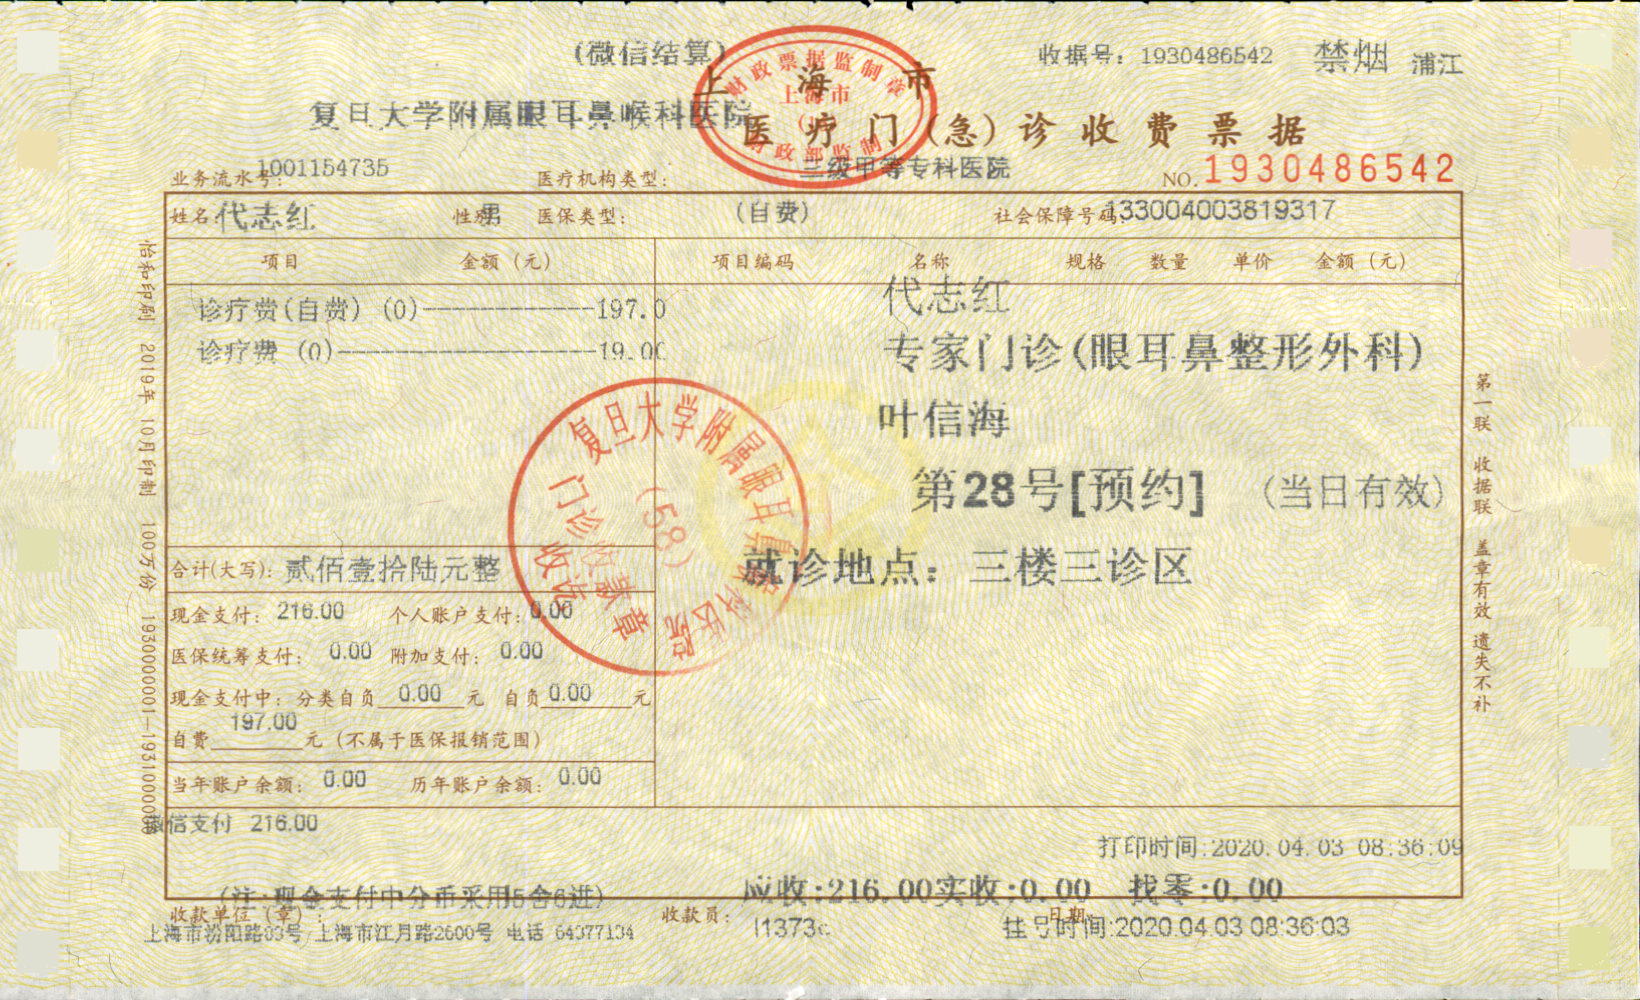 (微信结算)
收据号: 1930486542 禁烟 浦江
上海市
复旦大学附属眼耳鼻喉科医院
医疗门(急)诊收费票据
财政票据监制章
上海市
财政部监制
业务流水号: 1001154735 医疗机构类型: 三级甲等专科医院 NO. 1930486542
姓名: 代志红 性别: 男 医保类型: (自费) 社会保障号码: 133004003819317
项目 金额(元) 项目编码 名称 规格 数量 单价 金额(元)
诊疗费(自费) (0)————————197.0
诊疗费 (0)————————————19.00
代志红
专家门诊(眼耳鼻整形外科)
叶信海
第28号[预约] (当日有效)
就诊地点: 三楼三诊区
复旦大学附属眼耳鼻喉科医院
(58)
门诊收费
收款章
合计(大写): 贰佰壹拾陆元整
现金支付: 216.00 个人账户支付: 0.00
医保统筹支付: 0.00 附加支付: 0.00
现金支付中: 分类自负 0.00 元 自负 0.00 元
自费 197.00 元 (不属于医保报销范围)
当年账户余额: 0.00 历年账户余额: 0.00
微信支付 216.00
打印时间:2020.04.03 08:36:09
(注:现金支付中分币采用5舍6进) 应收:216.00实收:0.00 找零:0.00
收款单位(章): 收款员: 11373 日期:
上海市汾阳路83号/上海市江月路2600号 电话 64377134 挂号时间:2020.04.03 08:36:03
怡和印刷 2019年10月印制 100万份 1930000001-1931000000
第一联 收据联 盖章有效 遗失不补